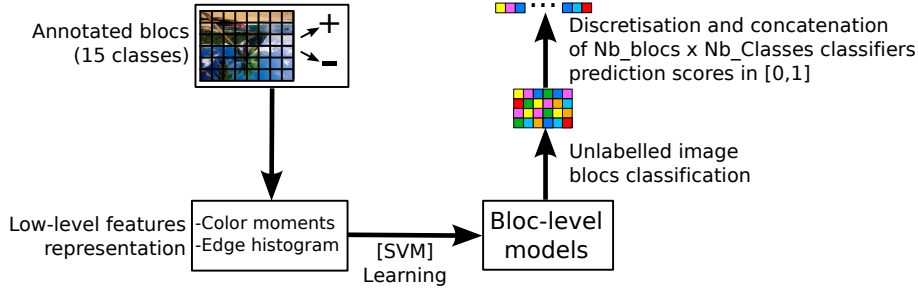 Annotated blocs
(15 classes)
+
-
Discretisation and concatenation
of Nb_blocs x Nb_Classes classifiers
prediction scores in [0,1]
Unlabelled image
blocs classification
Low-level features
representation
-Color moments
-Edge histogram
[SVM]
Learning
Bloc-level
models